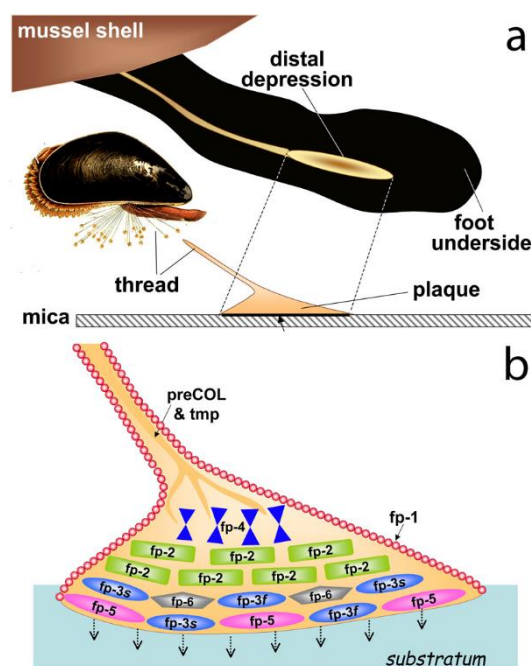 mussel shell
a
distal
depression
foot
underside
thread
plaque
mica
b
preCOL
& tmp
fp-1
fp-4
fp-2 fp-2 fp-2
fp-2 fp-2 fp-2 fp-2
fp-3s fp-6 fp-3f fp-6 fp-3s
fp-5 fp-3s fp-5 fp-3f fp-5
substratum